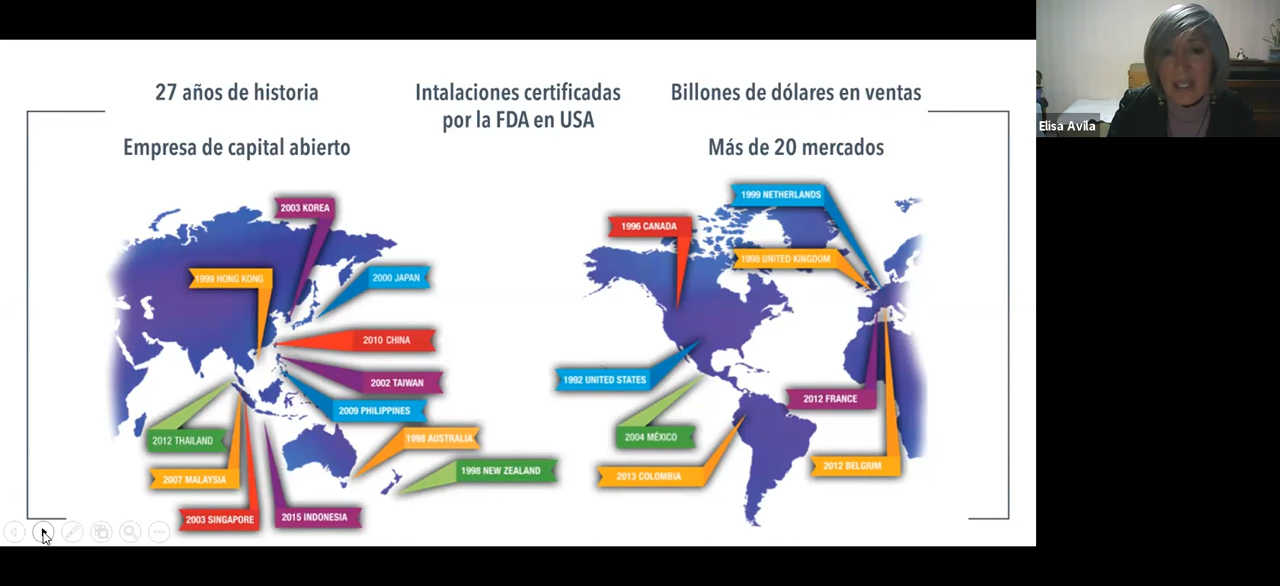 27 años de historia
Intalaciones certificadas
por la FDA en USA
Billones de dólares en ventas
Empresa de capital abierto
Más de 20 mercados
2003 KOREA
1999 HONG KONG
2000 JAPAN
2010 CHINA
2002 TAIWAN
2009 PHILIPPINES
2012 THAILAND
1998 AUSTRALIA
2007 MALAYSIA
1998 NEW ZEALAND
2003 SINGAPORE
2015 INDONESIA
1999 NETHERLANDS
1996 CANADA
1998 UNITED KINGDOM
1992 UNITED STATES
2012 FRANCE
2004 MÉXICO
2013 COLOMBIA
2012 BELGIUM
Elisa Avila